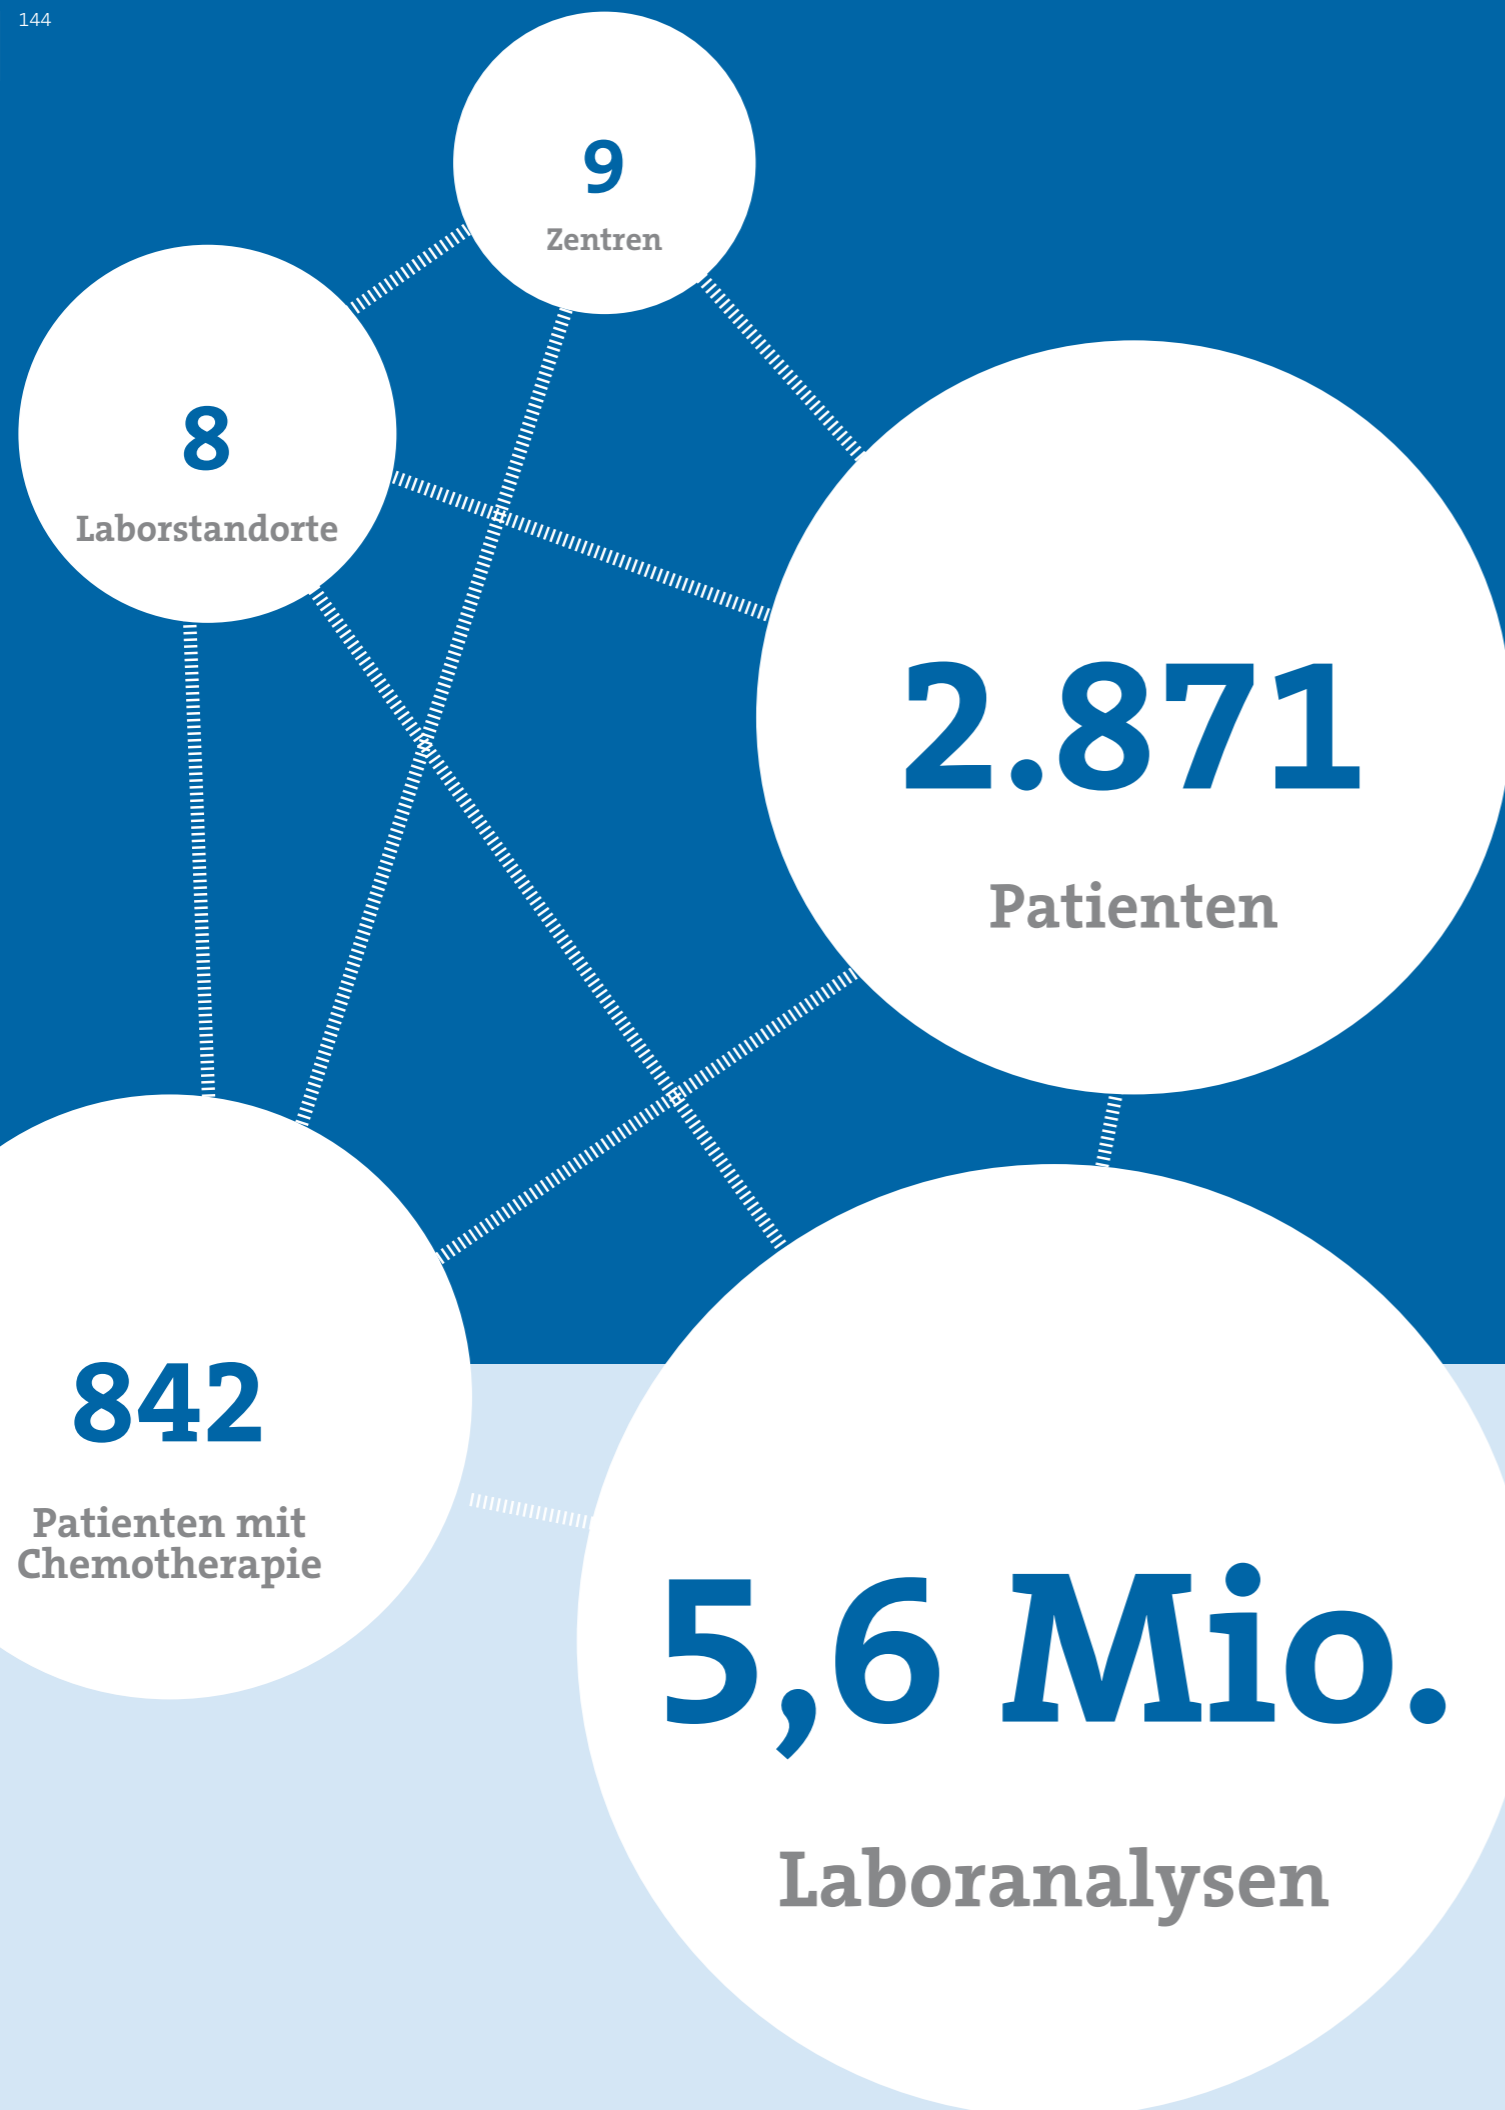 144
9
Zentren
8
Laborstandorte
2.871
Patienten
842
Patienten mit
Chemotherapie
5,6 Mio.
Laboranalysen